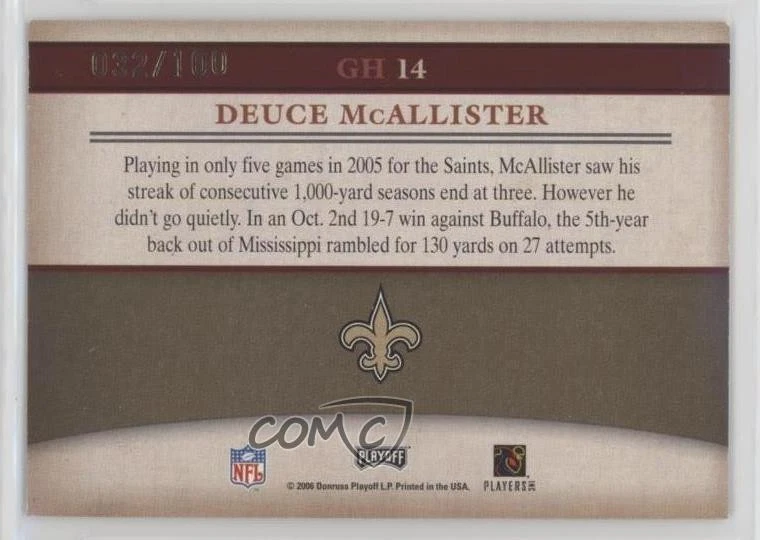 032/100
GH 14
DEUCE McALLISTER
Playing in only five games in 2005 for the Saints, McAllister saw his
streak of consecutive 1,000-yard seasons end at three. However he
didn't go quietly. In an Oct. 2nd 19-7 win against Buffalo, the 5th-year
back out of Mississippi rambled for 130 yards on 27 attempts.
COMC
NFL
PLAYOFF
PLAYERS INC
© 2006 Donruss Playoff L.P. Printed in the USA.